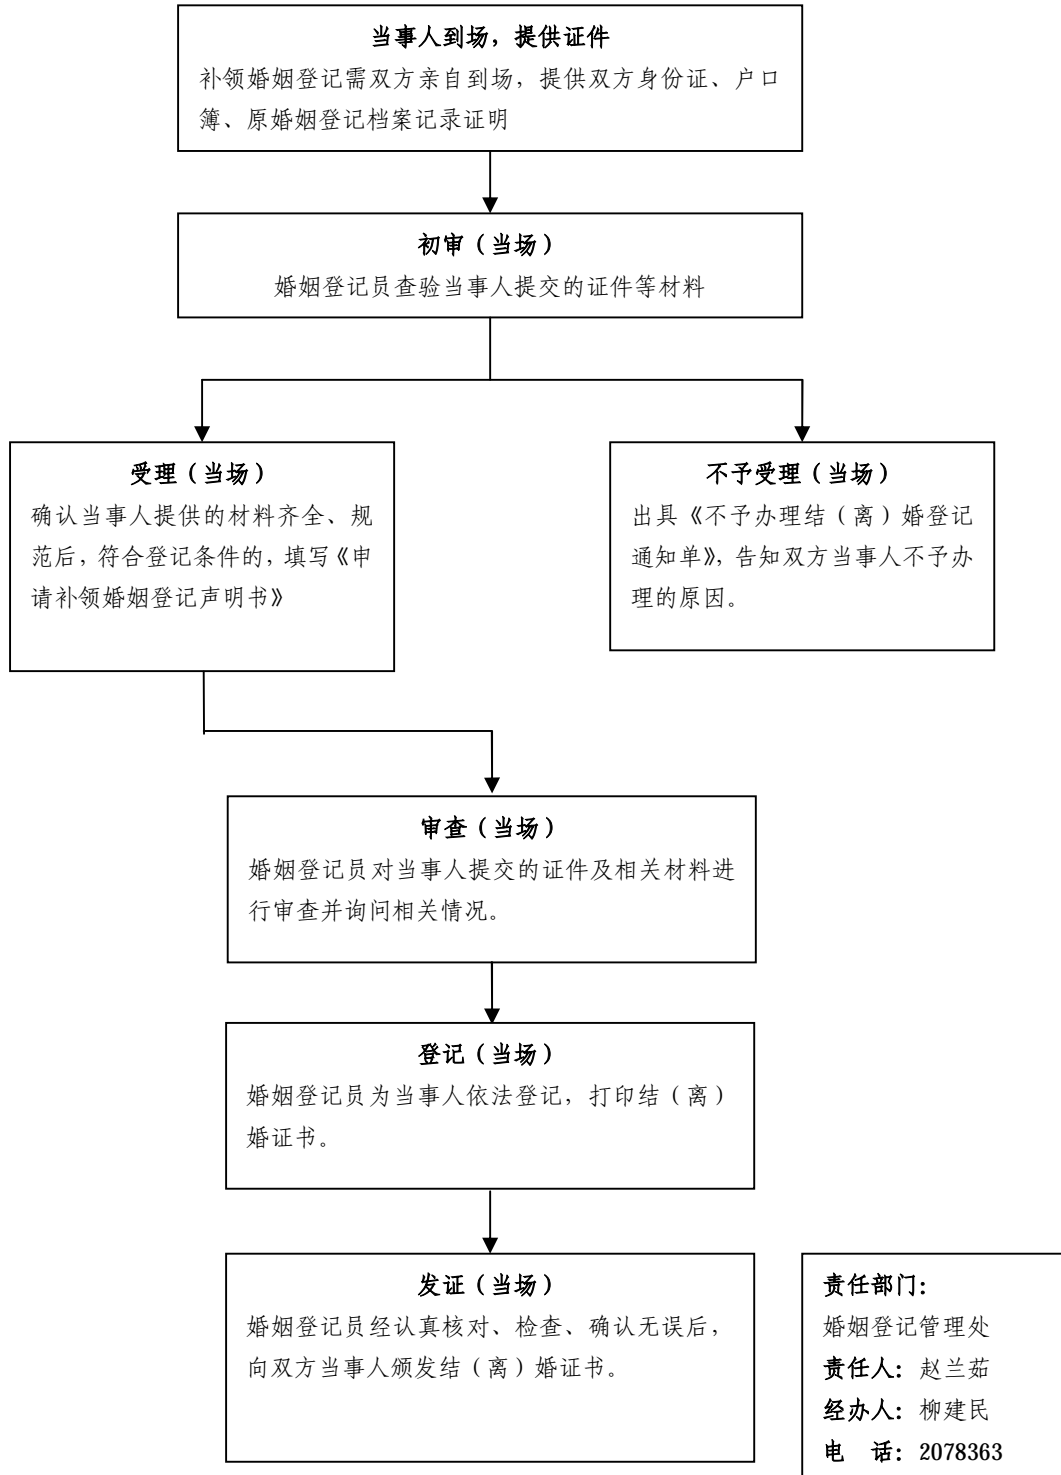 当事人到场，提供证件
补领婚姻登记需双方亲自到场，提供双方身份证、户口
簿、原婚姻登记档案记录证明
初审（当场）
婚姻登记员查验当事人提交的证件等材料
受理（当场）
确认当事人提供的材料齐全、规
范后，符合登记条件的，填写《申
请补领婚姻登记声明书》
不予受理（当场）
出具《不予办理结（离）婚登记
通知单》，告知双方当事人不予办
理的原因。
审查（当场）
婚姻登记员对当事人提交的证件及相关材料进
行审查并询问相关情况。
登记（当场）
婚姻登记员为当事人依法登记，打印结（离）
婚证书。
发证（当场）
婚姻登记员经认真核对、检查、确认无误后，
向双方当事人颁发结（离）婚证书。
责任部门：
婚姻登记管理处
责任人：赵兰茹
经办人：柳建民
电　话：2078363